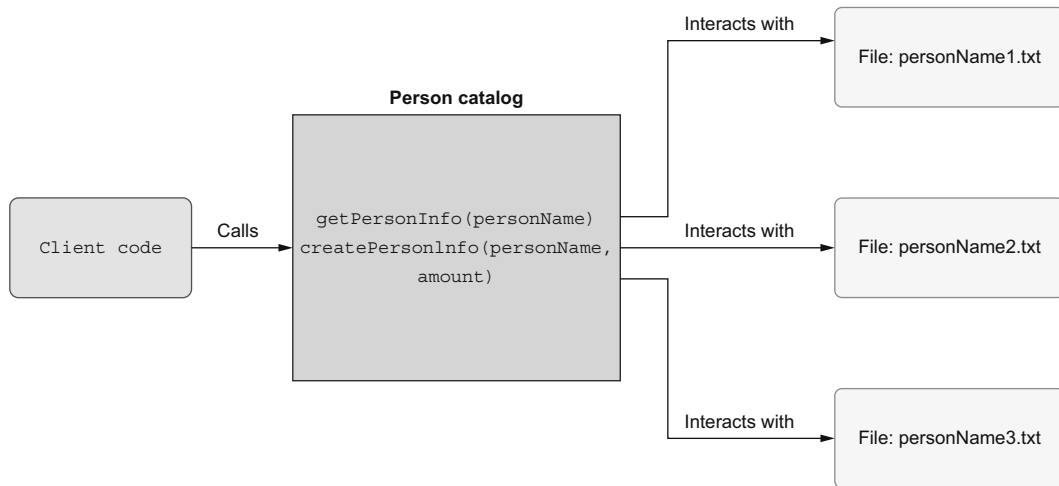 Interacts with
File: personName1.txt
Person catalog
getPersonInfo(personName)
Client code
Calls
createPersonInfo(personName,
amount)
Interacts with
File: personName2.txt
Interacts with
File: personName3.txt